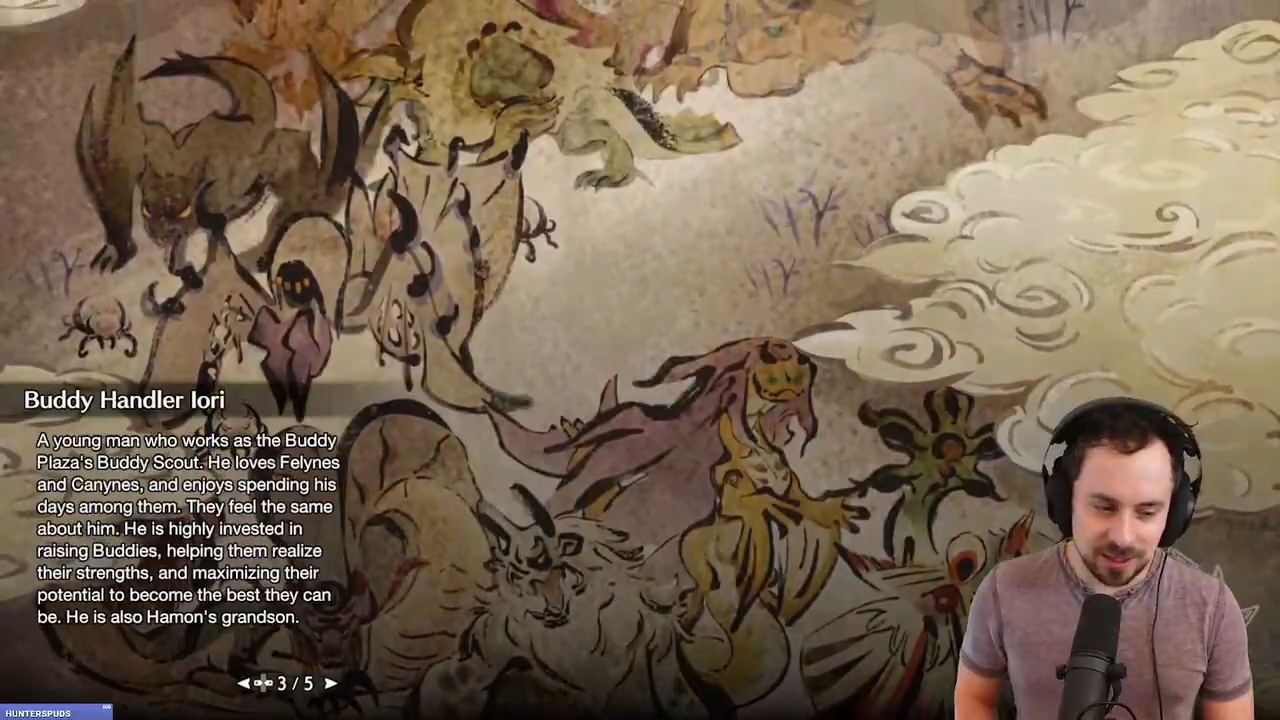 Buddy Handler Iori
A young man who works as the Buddy
Plaza's Buddy Scout. He loves Felynes
and Canynes, and enjoys spending his
days among them. They feel the same
about him. He is highly invested in
raising Buddies, helping them realize
their strengths, and maximizing their
potential to become the best they can
be. He is also Hamon's grandson.
3 / 5
HUNTERSPUDS